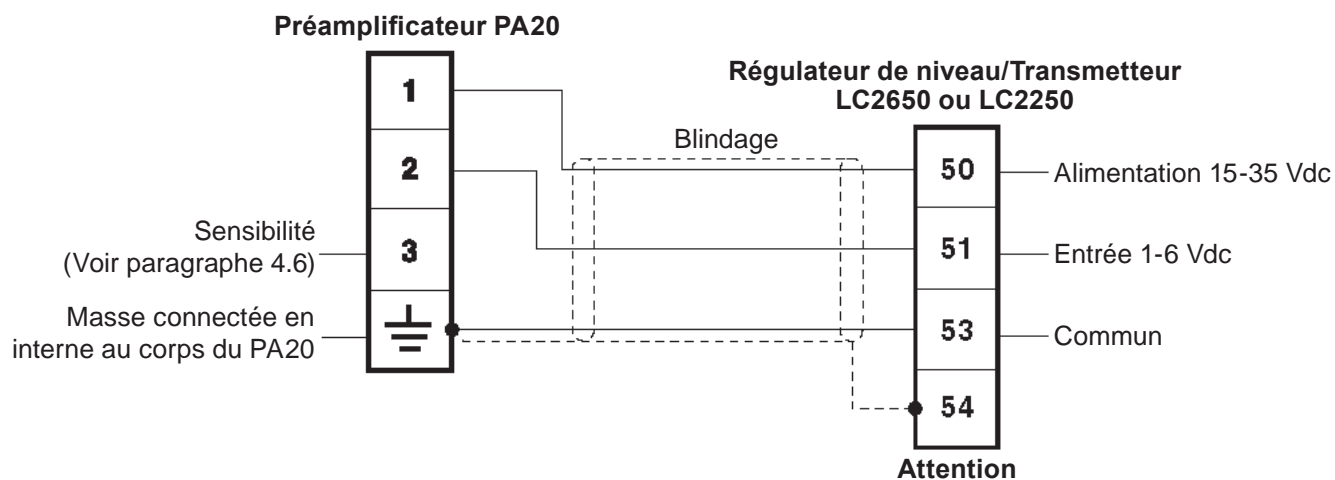 Préamplificateur PA20
Régulateur de niveau/Transmetteur
LC2650 ou LC2250
1
2
3
Sensibilité
(Voir paragraphe 4.6)
Masse connectée en
interne au corps du PA20
Blindage
50
51
53
54
Alimentation 15-35 Vdc
Entrée 1-6 Vdc
Commun
Attention